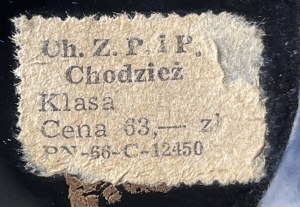 Ch. Z. P. i P.
Chodzież
Klasa
Cena 63,— zł
PN-66-C-12450